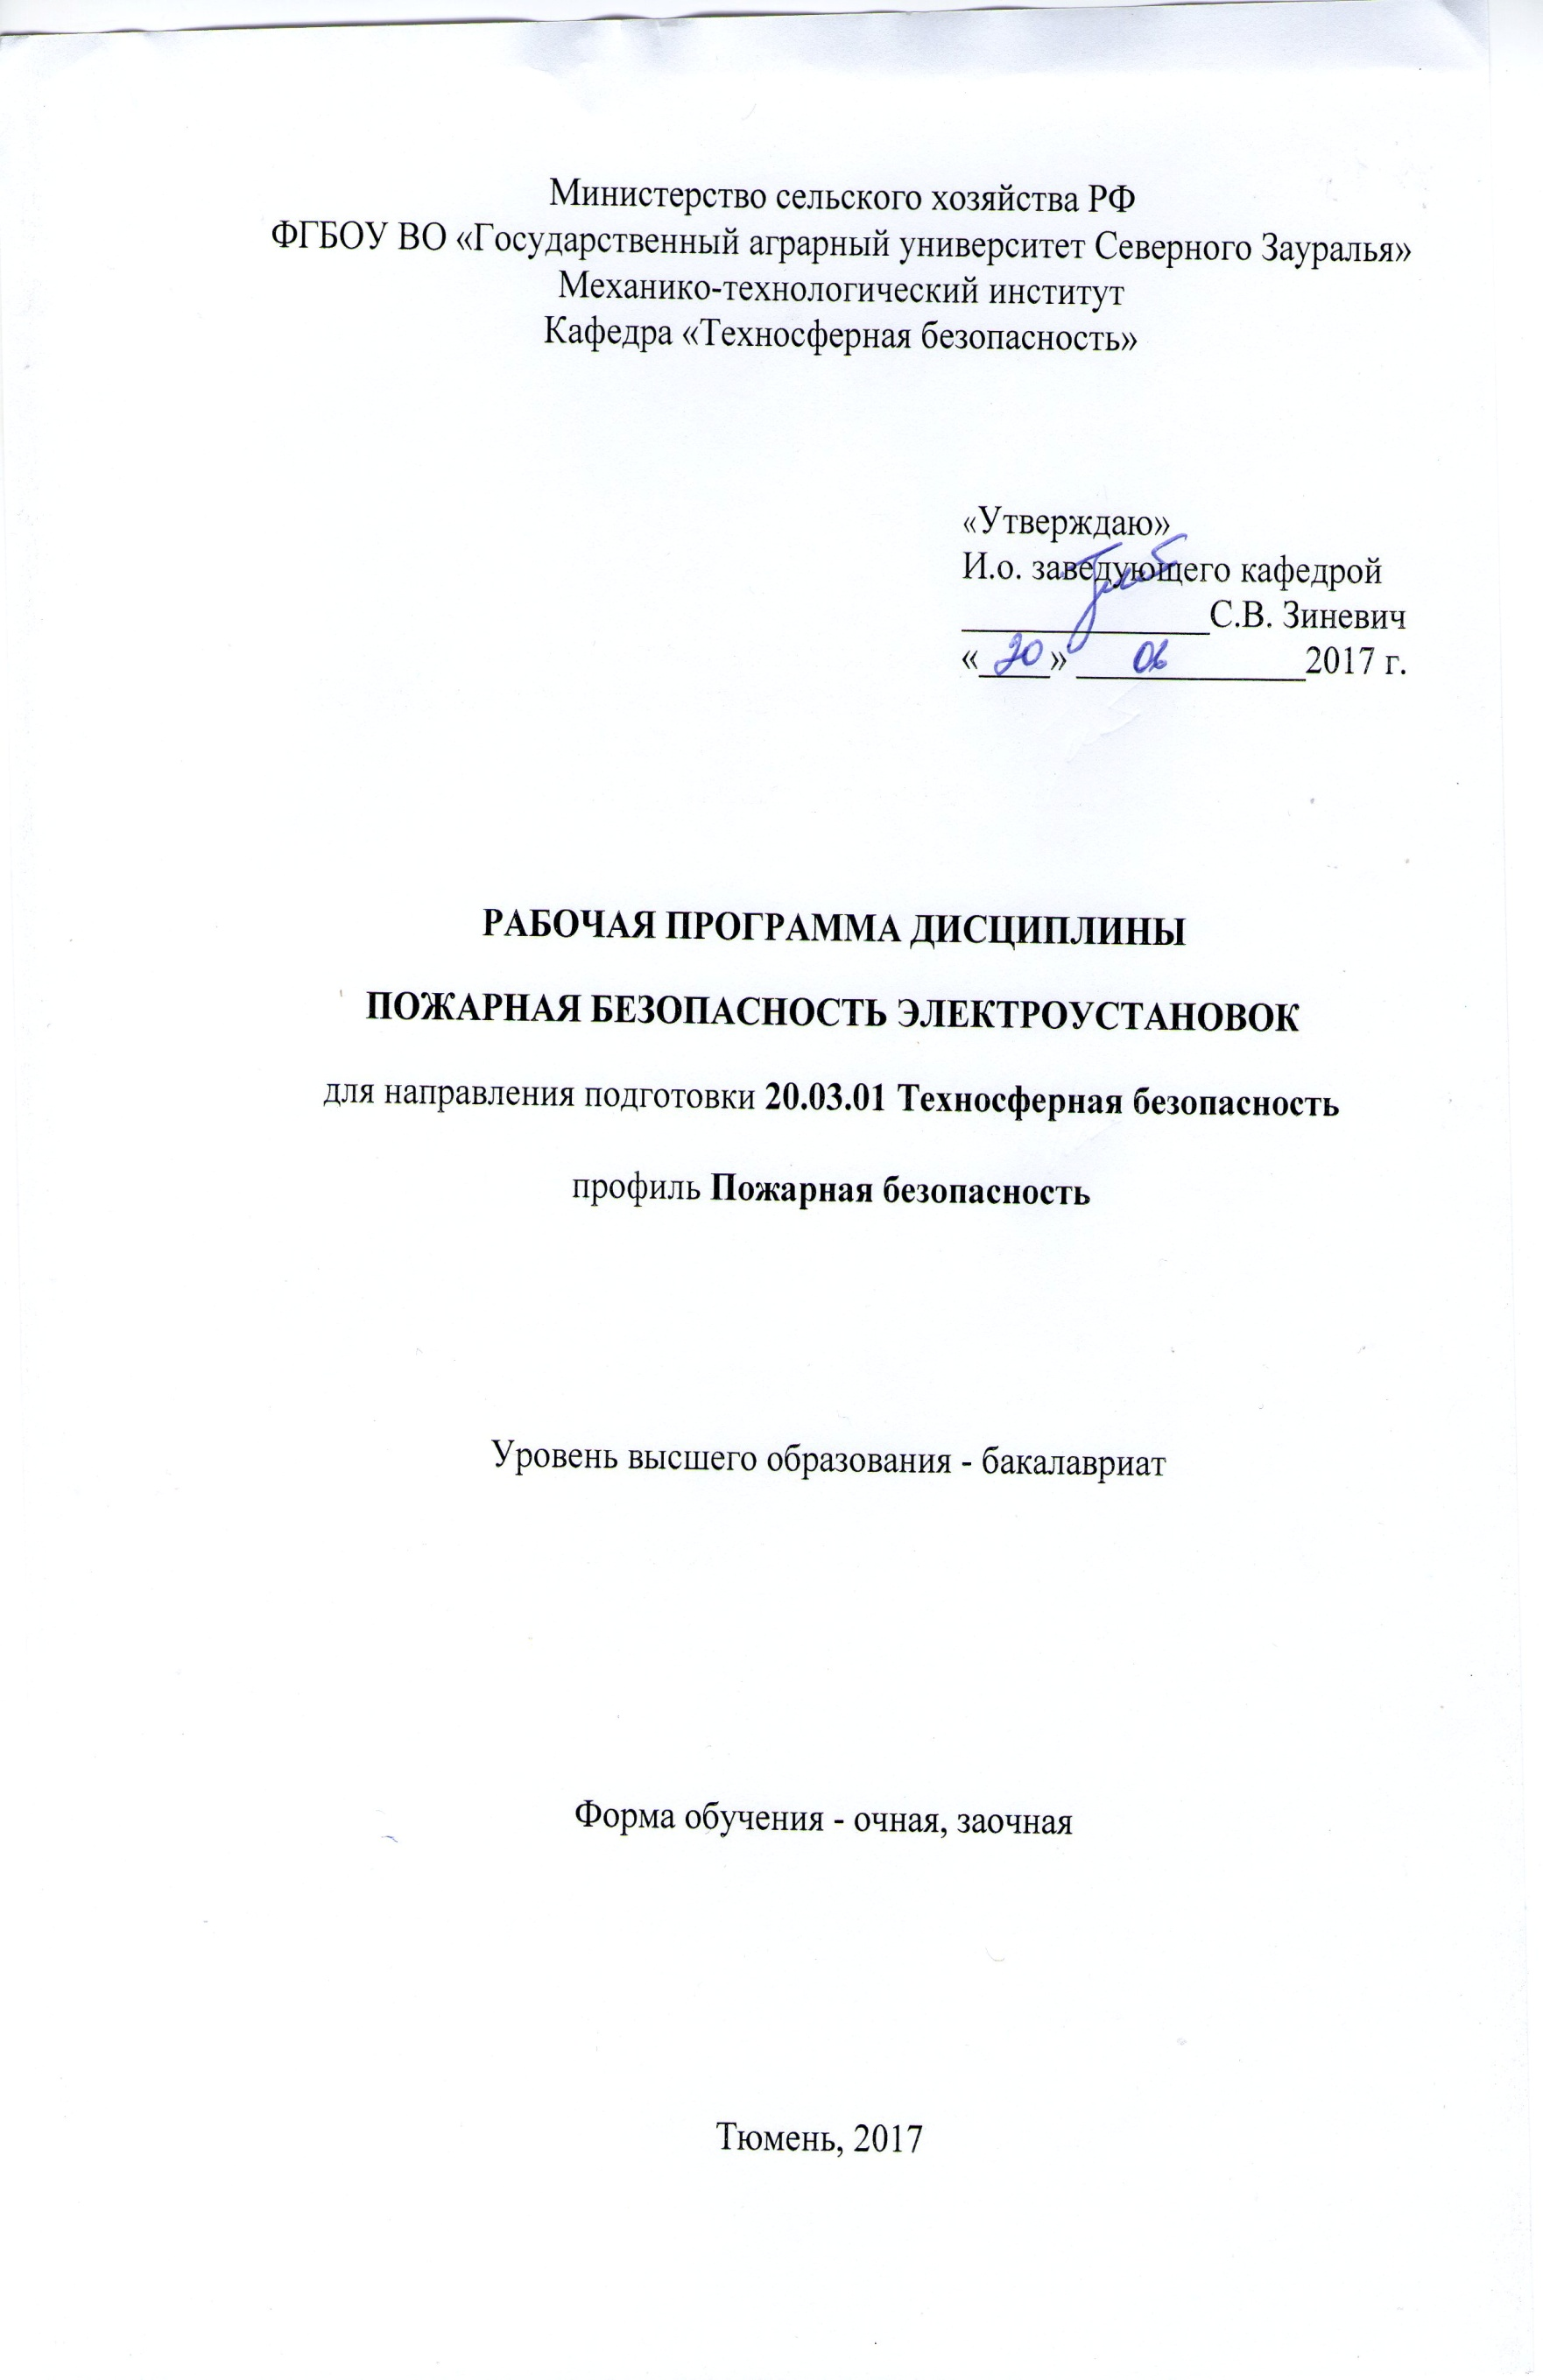 Министерство сельского хозяйства РФ
ФГБОУ ВО «Государственный аграрный университет Северного Зауралья»
Механико-технологический институт
Кафедра «Техносферная безопасность»
«Утверждаю»
И.о. заведующего кафедрой
_____________С.В. Зиневич
«20» 06 2017 г.
РАБОЧАЯ ПРОГРАММА ДИСЦИПЛИНЫ
ПОЖАРНАЯ БЕЗОПАСНОСТЬ ЭЛЕКТРОУСТАНОВОК
для направления подготовки 20.03.01 Техносферная безопасность
профиль Пожарная безопасность
Уровень высшего образования - бакалавриат
Форма обучения - очная, заочная
Тюмень, 2017